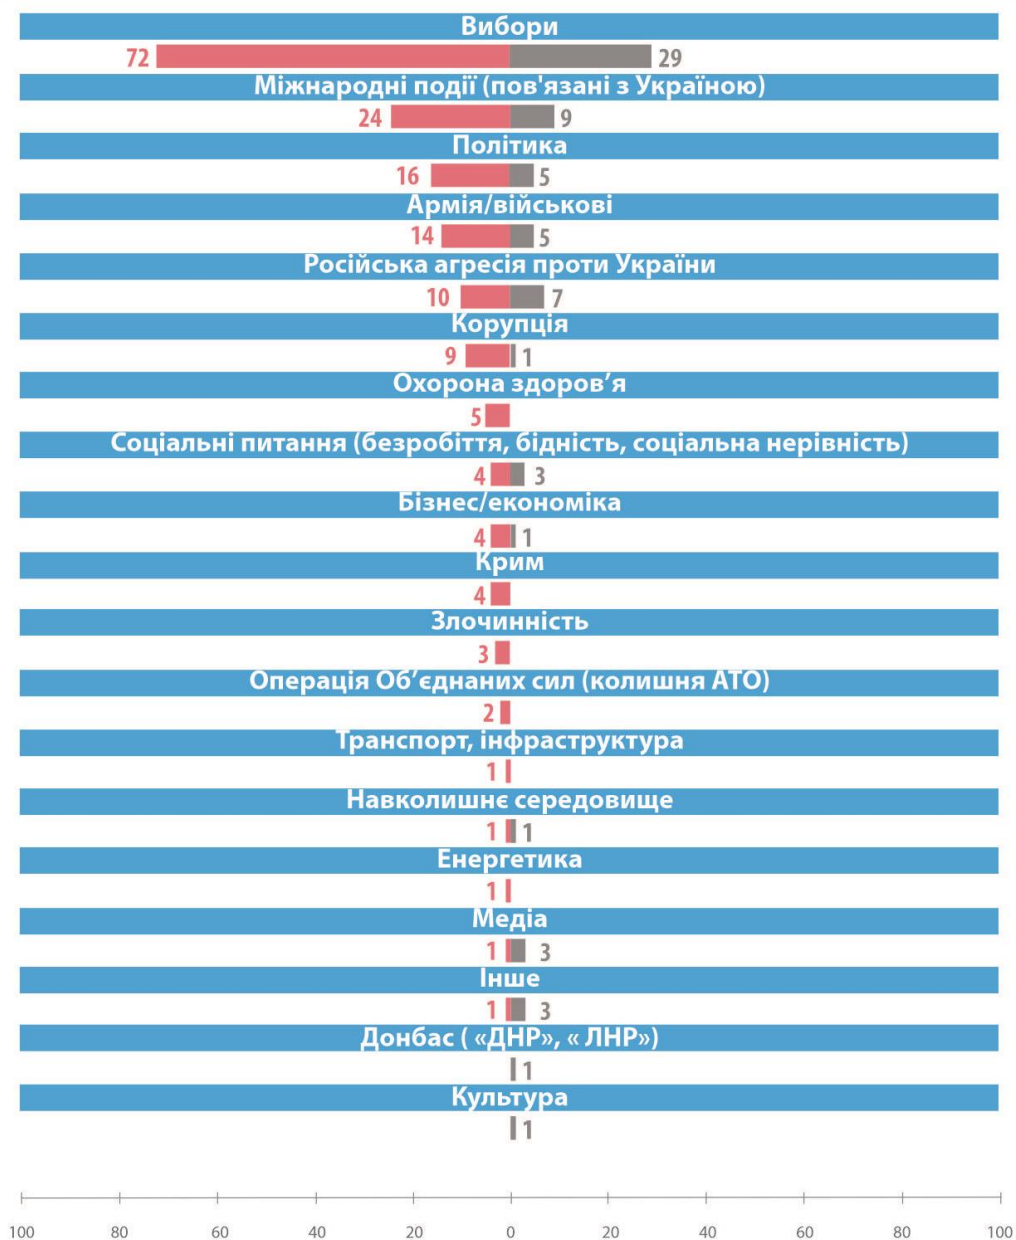 Вибори
72 29
Міжнародні події (пов'язані з Україною)
24 9
Політика
16 5
Армія/військові
14 5
Російська агресія проти України
10 7
Корупція
9 1
Охорона здоров’я
5
Соціальні питання (безробіття, бідність, соціальна нерівність)
4 3
Бізнес/економіка
4 1
Крим
4
Злочинність
3
Операція Об’єднаних сил (колишня АТО)
2
Транспорт, інфраструктура
1
Навколишнє середовище
1 1
Енергетика
1
Медіа
1 3
Інше
1 3
Донбас ( «ДНР», « ЛНР»)
1
Культура
1
100 80 60 40 20 0 20 40 60 80 100